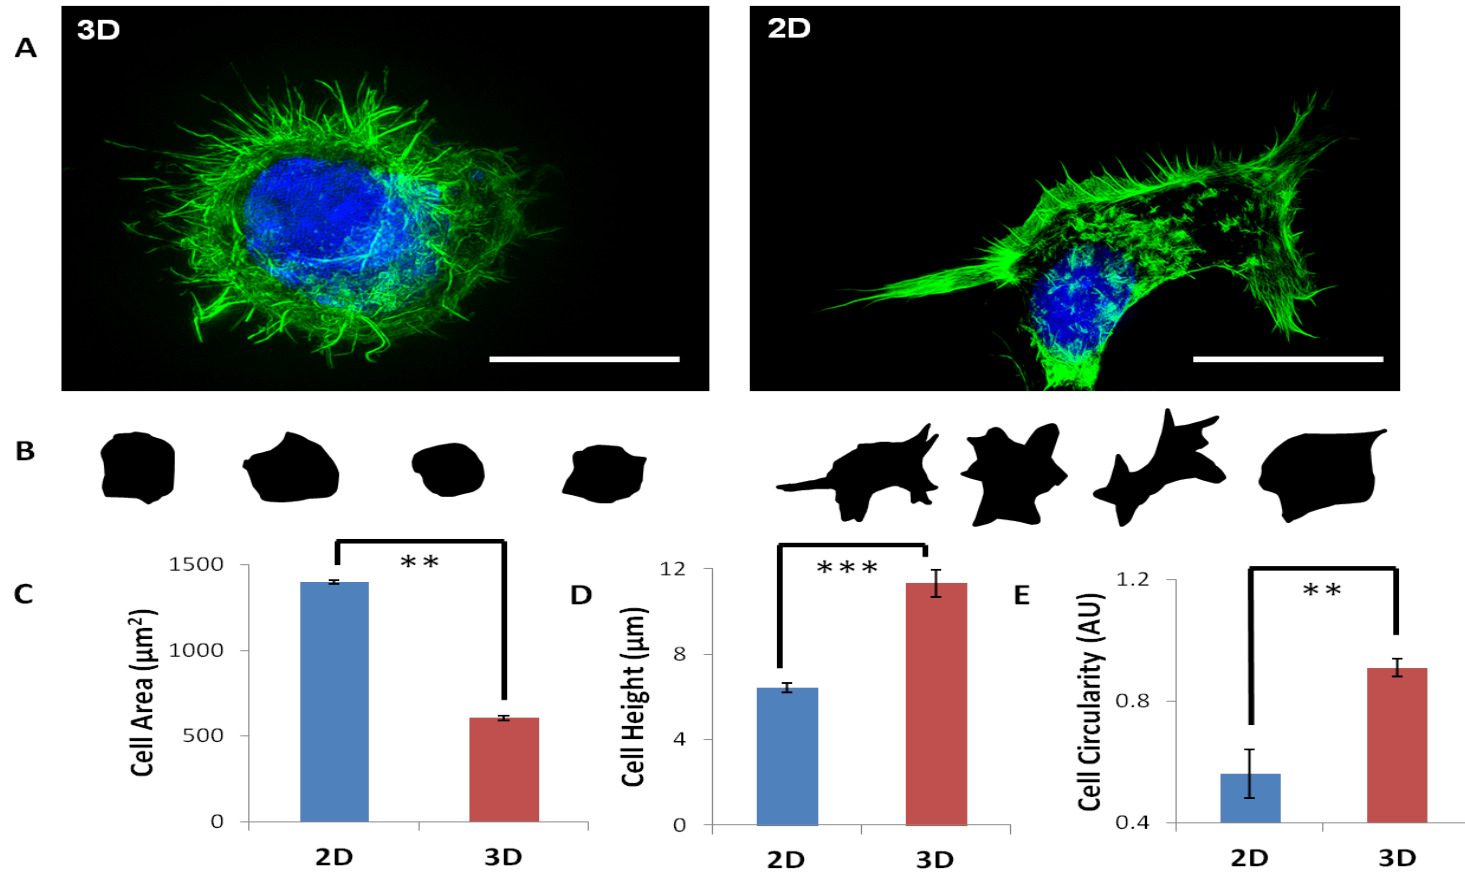 A
3D
2D
B
C
Cell Area (µm²)
1500
1000
500
0
**
2D
3D
D
Cell Height (µm)
12
8
4
0
***
2D
3D
E
Cell Circularity (AU)
1.2
0.8
0.4
**
2D
3D